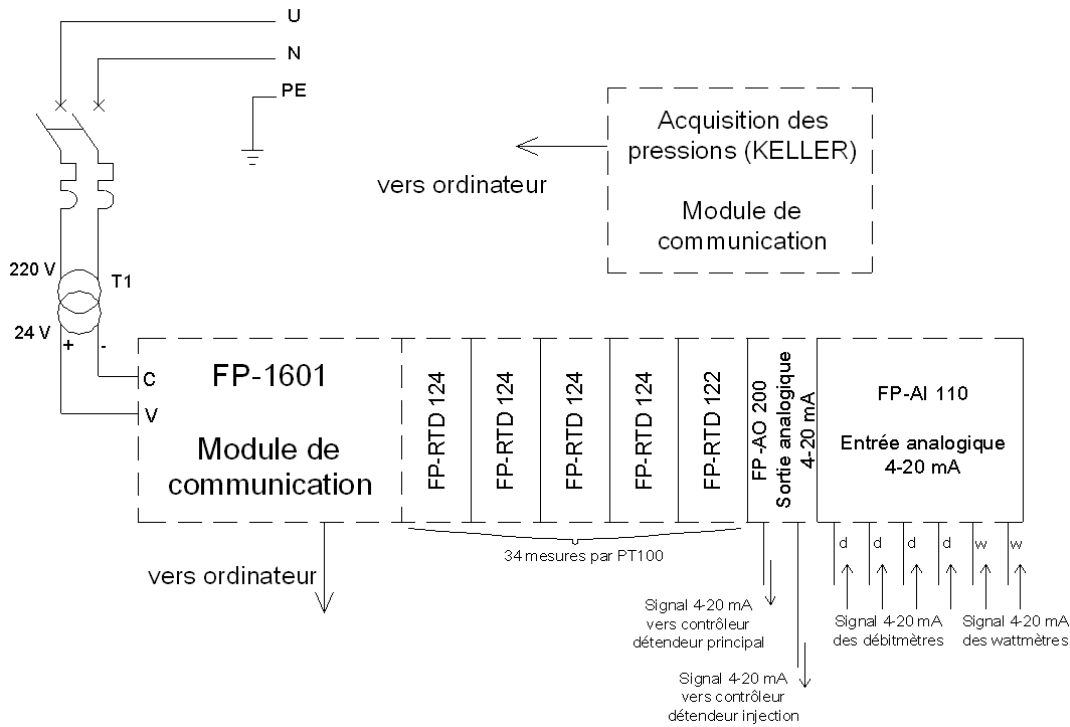 U
N
PE
Acquisition des
pressions (KELLER)
Module de
communication
vers ordinateur
220 V
T1
24 V
+
-
C
V
FP-1601
Module de
communication
FP-RTD 124
FP-RTD 124
FP-RTD 124
FP-RTD 124
FP-RTD 122
FP-AO 200
Sortie analogique
4-20 mA
FP-AI 110
Entrée analogique
4-20 mA
34 mesures par PT100
vers ordinateur
d
d
d
d
w
w
Signal 4-20 mA
vers contrôleur
détendeur principal
Signal 4-20 mA
des débitmètres
Signal 4-20 mA
des wattmètres
Signal 4-20 mA
vers contrôleur
détendeur injection